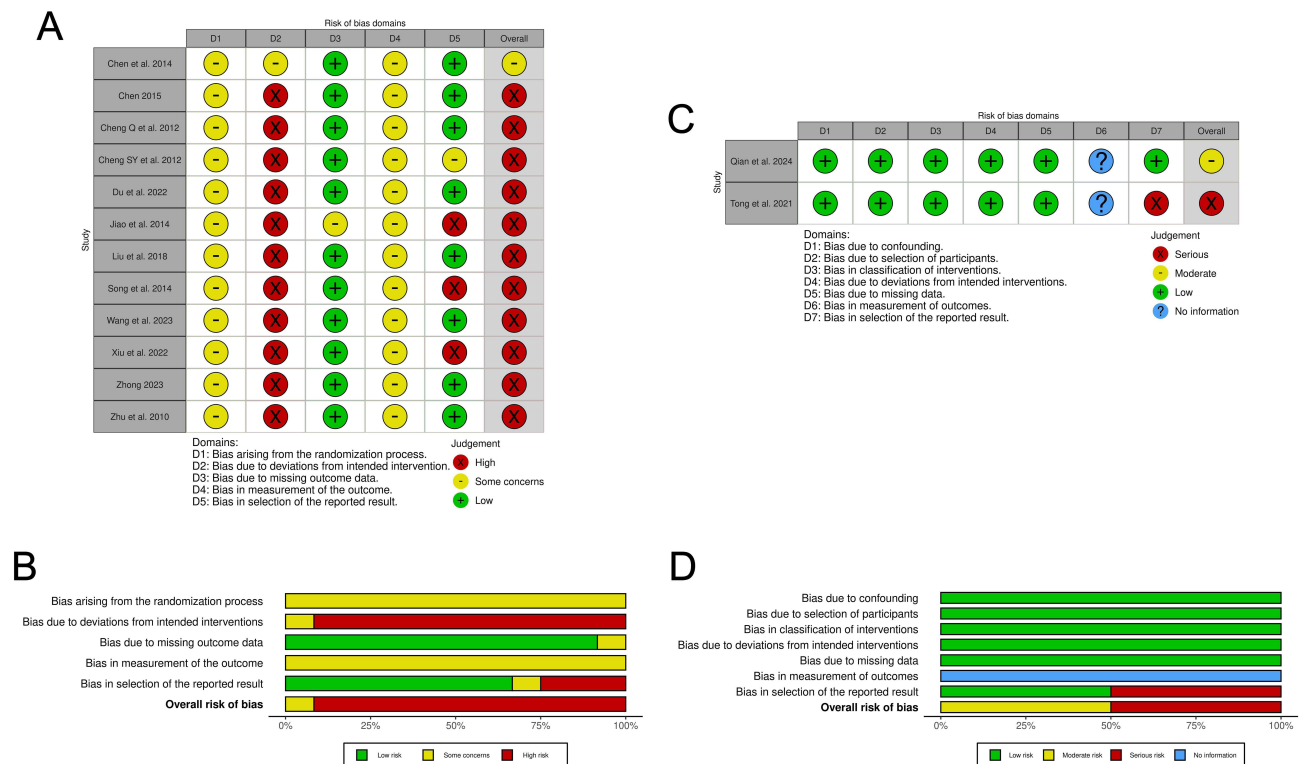 A
Risk of bias domains
D1 D2 D3 D4 D5 Overall
Study
Chen et al. 2014 - - + - + -
Chen 2015 - X + - + X
Cheng Q et al. 2012 - X + - + X
Cheng SY et al. 2012 - X + - - X
Du et al. 2022 - X + - + X
Jiao et al. 2014 - X - - X X
Liu et al. 2018 - X + - + X
Song et al. 2014 - X + - X X
Wang et al. 2023 - X + - + X
Xiu et al. 2022 - X + - X X
Zhong 2023 - X + - + X
Zhu et al. 2010 - X + - + X
Domains:
D1: Bias arising from the randomization process.
D2: Bias due to deviations from intended intervention.
D3: Bias due to missing outcome data.
D4: Bias in measurement of the outcome.
D5: Bias in selection of the reported result.
Judgement
X High
- Some concerns
+ Low
C
Risk of bias domains
D1 D2 D3 D4 D5 D6 D7 Overall
Study
Qian et al. 2024 + + + + + ? + -
Tong et al. 2021 + + + + + ? X X
Domains:
D1: Bias due to confounding.
D2: Bias due to selection of participants.
D3: Bias in classification of interventions.
D4: Bias due to deviations from intended interventions.
D5: Bias due to missing data.
D6: Bias in measurement of outcomes.
D7: Bias in selection of the reported result.
Judgement
X Serious
- Moderate
+ Low
? No information
B
Bias arising from the randomization process
Bias due to deviations from intended interventions
Bias due to missing outcome data
Bias in measurement of the outcome
Bias in selection of the reported result
Overall risk of bias
0% 25% 50% 75% 100%
Low risk Some concerns High risk
D
Bias due to confounding
Bias due to selection of participants
Bias in classification of interventions
Bias due to deviations from intended interventions
Bias due to missing data
Bias in measurement of outcomes
Bias in selection of the reported result
Overall risk of bias
0% 25% 50% 75% 100%
Low risk Moderate risk Serious risk No information